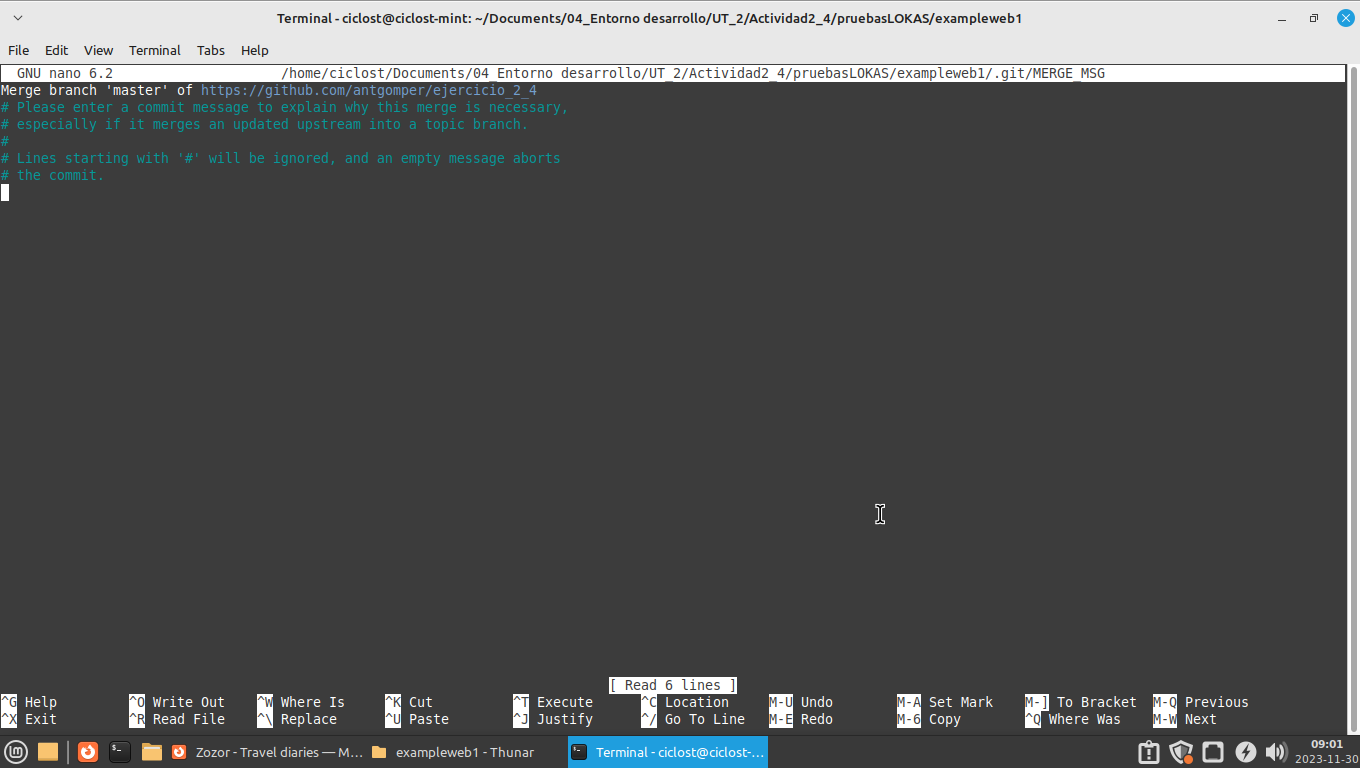 Terminal - ciclost@ciclost-mint: ~/Documents/04_Entorno desarrollo/UT_2/Actividad2_4/pruebasLOKAS/exampleweb1
File Edit View Terminal Tabs Help
GNU nano 6.2 /home/ciclost/Documents/04_Entorno desarrollo/UT_2/Actividad2_4/pruebasLOKAS/exampleweb1/.git/MERGE_MSG
Merge branch 'master' of https://github.com/antgomper/ejercicio_2_4
# Please enter a commit message to explain why this merge is necessary,
# especially if it merges an updated upstream into a topic branch.
#
# Lines starting with '#' will be ignored, and an empty message aborts
# the commit.
[ Read 6 lines ]
^G Help ^O Write Out ^W Where Is ^K Cut ^T Execute ^C Location M-U Undo M-A Set Mark M-] To Bracket M-Q Previous
^X Exit ^R Read File ^\ Replace ^U Paste ^J Justify ^/ Go To Line M-E Redo M-6 Copy ^Q Where Was M-W Next
Zozor - Travel diaries — M... exampleweb1 - Thunar Terminal - ciclost@ciclost-... 09:01
2023-11-30